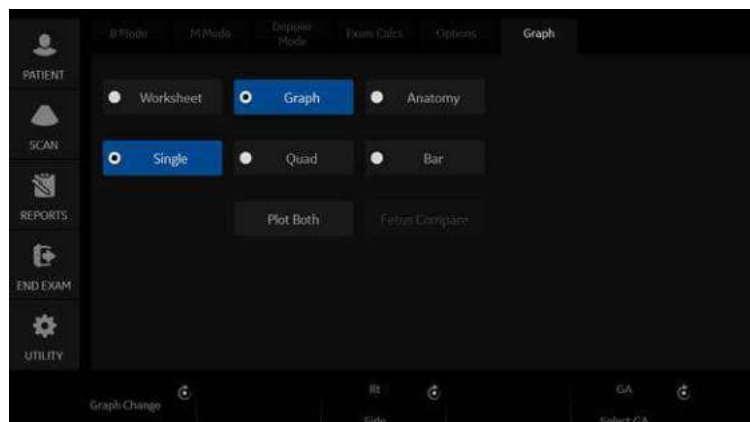 B Mode
M Mode
Doppler
Mode
Exam Calcs
Options
Graph
PATIENT
Worksheet
Graph
Anatomy
SCAN
Single
Quad
Bar
REPORTS
Plot Both
Fetus Compare
END EXAM
UTILITY
Rt
GA
Graph Change
Side
Select GA